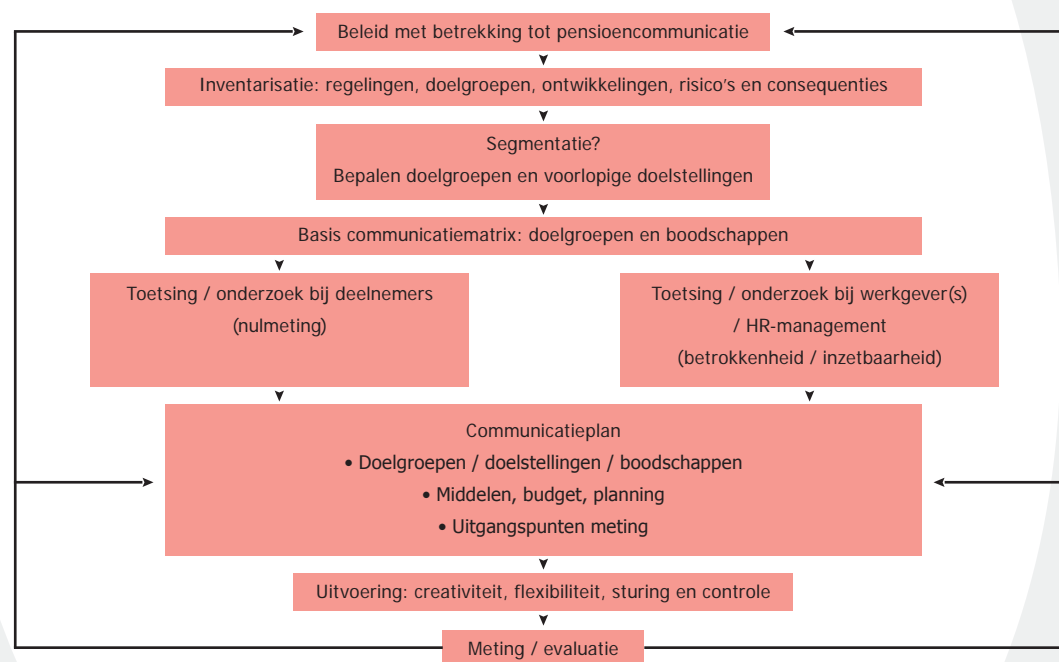 Beleid met betrekking tot pensioencommunicatie
Inventarisatie: regelingen, doelgroepen, ontwikkelingen, risico's en consequenties
Segmentatie?
Bepalen doelgroepen en voorlopige doelstellingen
Basis communicatiematrix: doelgroepen en boodschappen
Toetsing / onderzoek bij deelnemers
(nulmeting)
Toetsing / onderzoek bij werkgever(s)
/ HR-management
(betrokkenheid / inzetbaarheid)
Communicatieplan
• Doelgroepen / doelstellingen / boodschappen
• Middelen, budget, planning
• Uitgangspunten meting
Uitvoering: creativiteit, flexibiliteit, sturing en controle
Meting / evaluatie